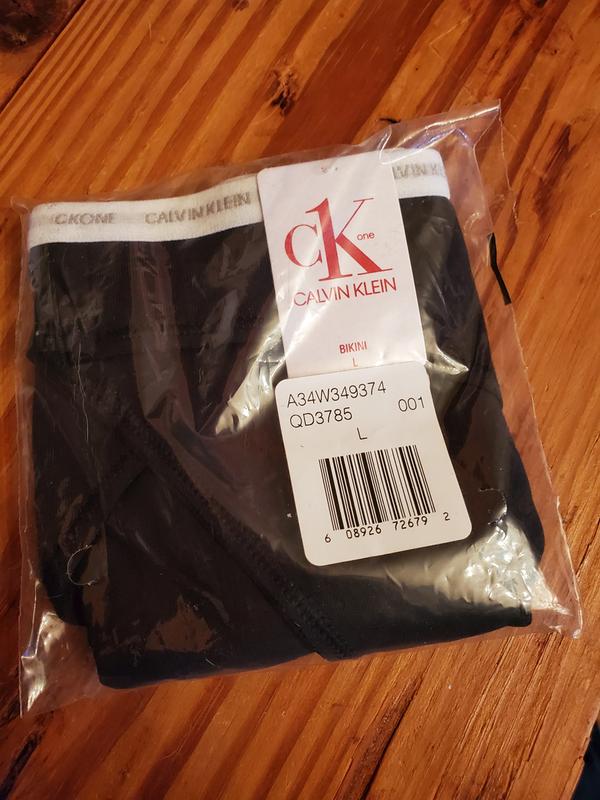 CKONE CALVIN KLEIN
CK one
CALVIN KLEIN
BIKINI
L
A34W349374
QD3785 001
L
6 08926 72679 2